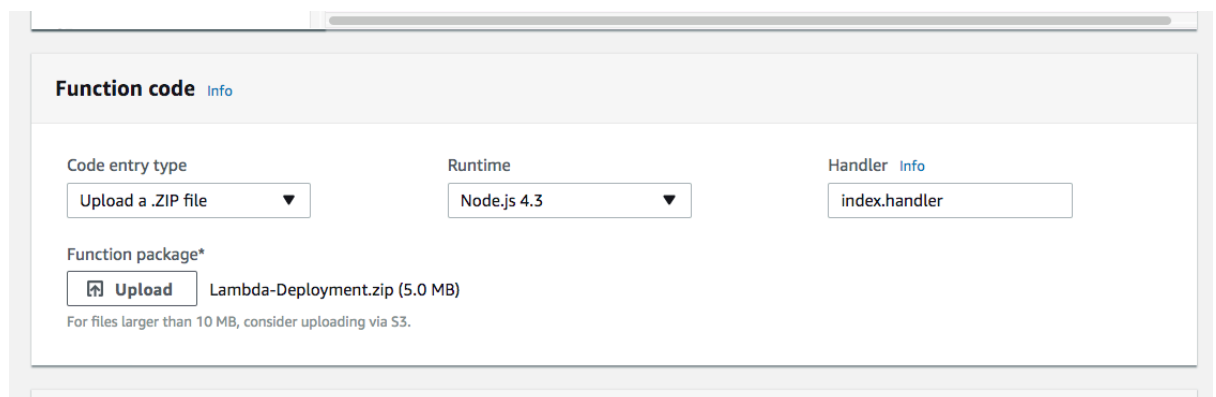 Function code Info
Code entry type Runtime Handler Info
Upload a .ZIP file Node.js 4.3 index.handler
Function package*
Upload Lambda-Deployment.zip (5.0 MB)
For files larger than 10 MB, consider uploading via S3.